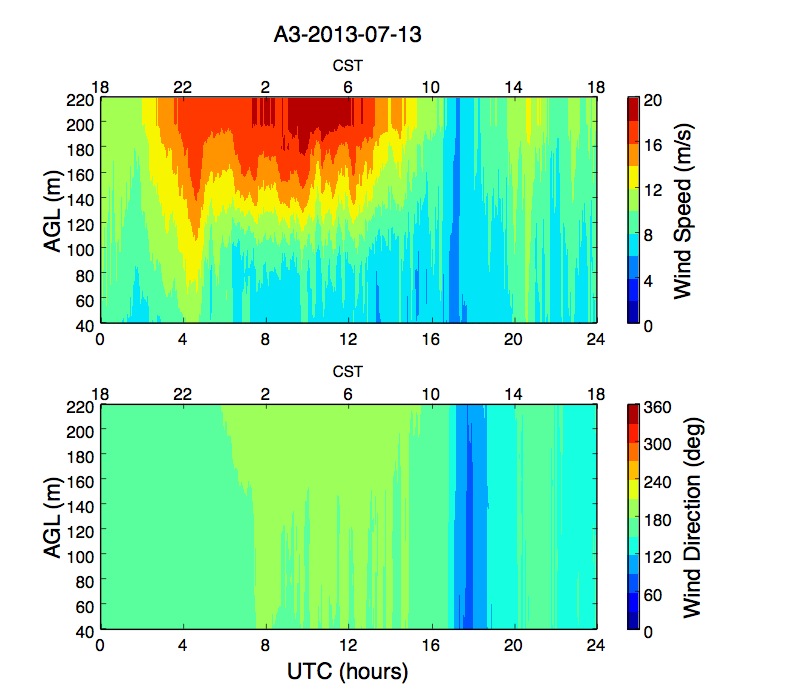 A3-2013-07-13
CST
18 22 2 6 10 14 18
220
200
180
160
140
120
100
80
60
40
AGL (m)
0 4 8 12 16 20 24
20
16
12
8
4
0
Wind Speed (m/s)
CST
18 22 2 6 10 14 18
220
200
180
160
140
120
100
80
60
40
AGL (m)
0 4 8 12 16 20 24
UTC (hours)
360
300
240
180
120
60
0
Wind Direction (deg)